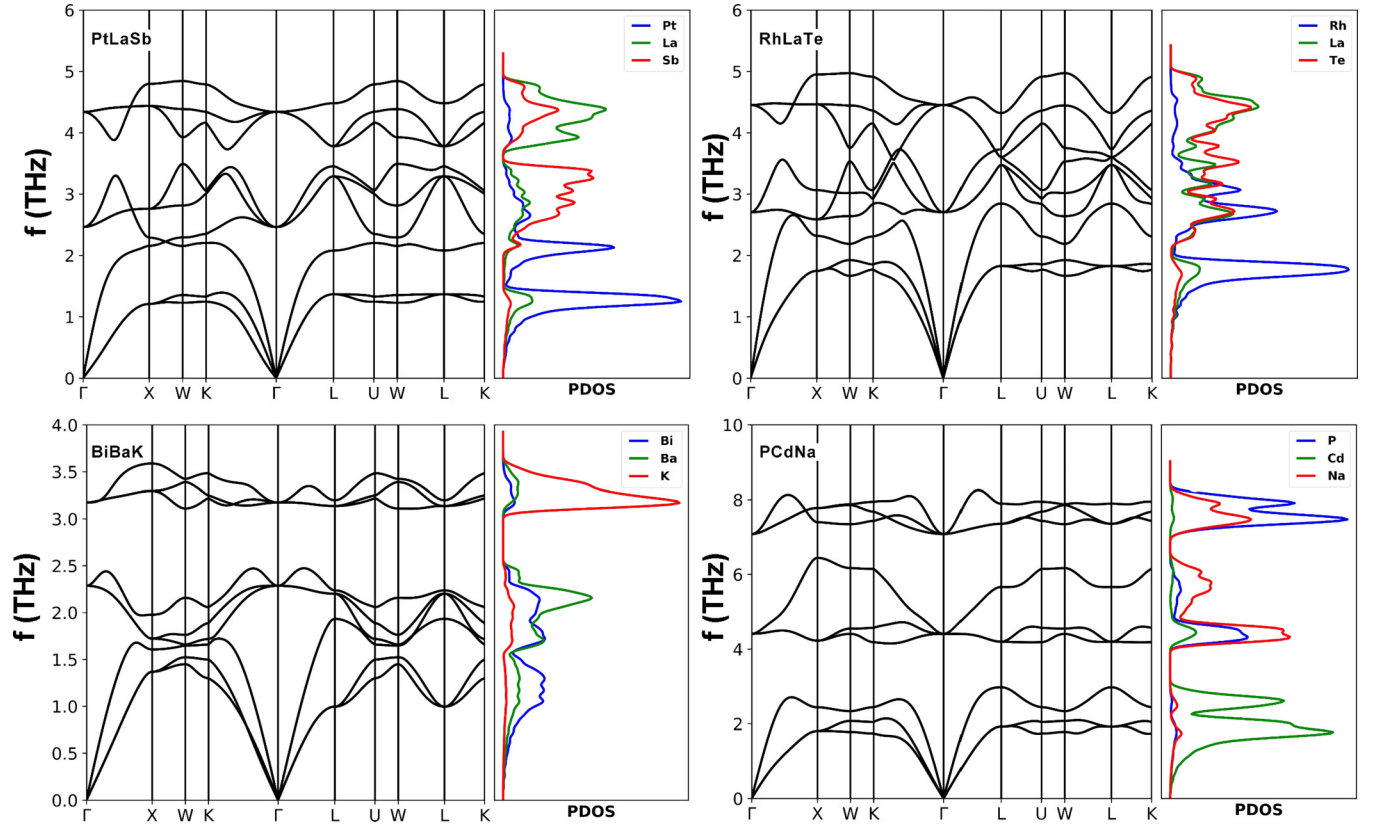 PtLaSb
f (THz)
6
5
4
3
2
1
0
Γ X W K Γ L U W L K
Pt
La
Sb
PDOS
RhLaTe
f (THz)
6
5
4
3
2
1
0
Γ X W K Γ L U W L K
Rh
La
Te
PDOS
BiBaK
f (THz)
4.0
3.5
3.0
2.5
2.0
1.5
1.0
0.5
0.0
Γ X W K Γ L U W L K
Bi
Ba
K
PDOS
PCdNa
f (THz)
10
8
6
4
2
0
Γ X W K Γ L U W L K
P
Cd
Na
PDOS